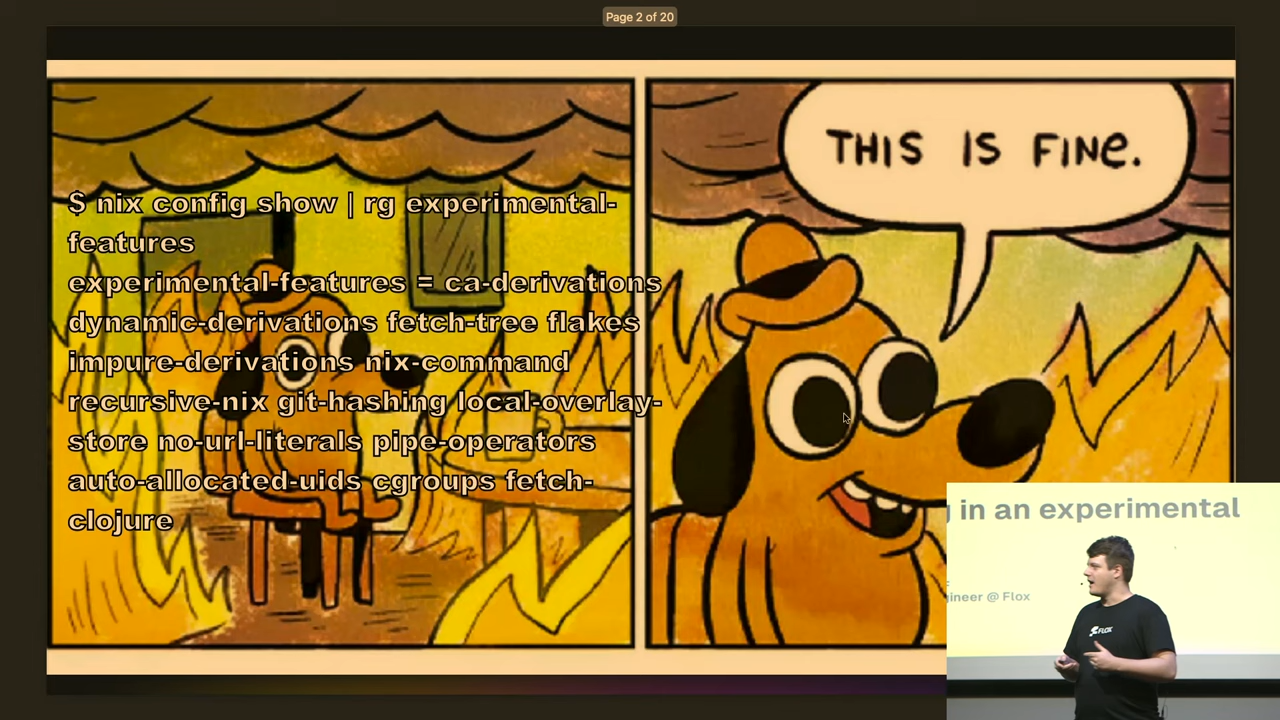 Page 2 of 20
THIS IS FINE.
$ nix config show | rg experimental-
features
experimental-features = ca-derivations
dynamic-derivations fetch-tree flakes
impure-derivations nix-command
recursive-nix git-hashing local-overlay-
store no-url-literals pipe-operators
auto-allocated-uids cgroups fetch-
clojure
in an experimental
@ Flox
FLOX